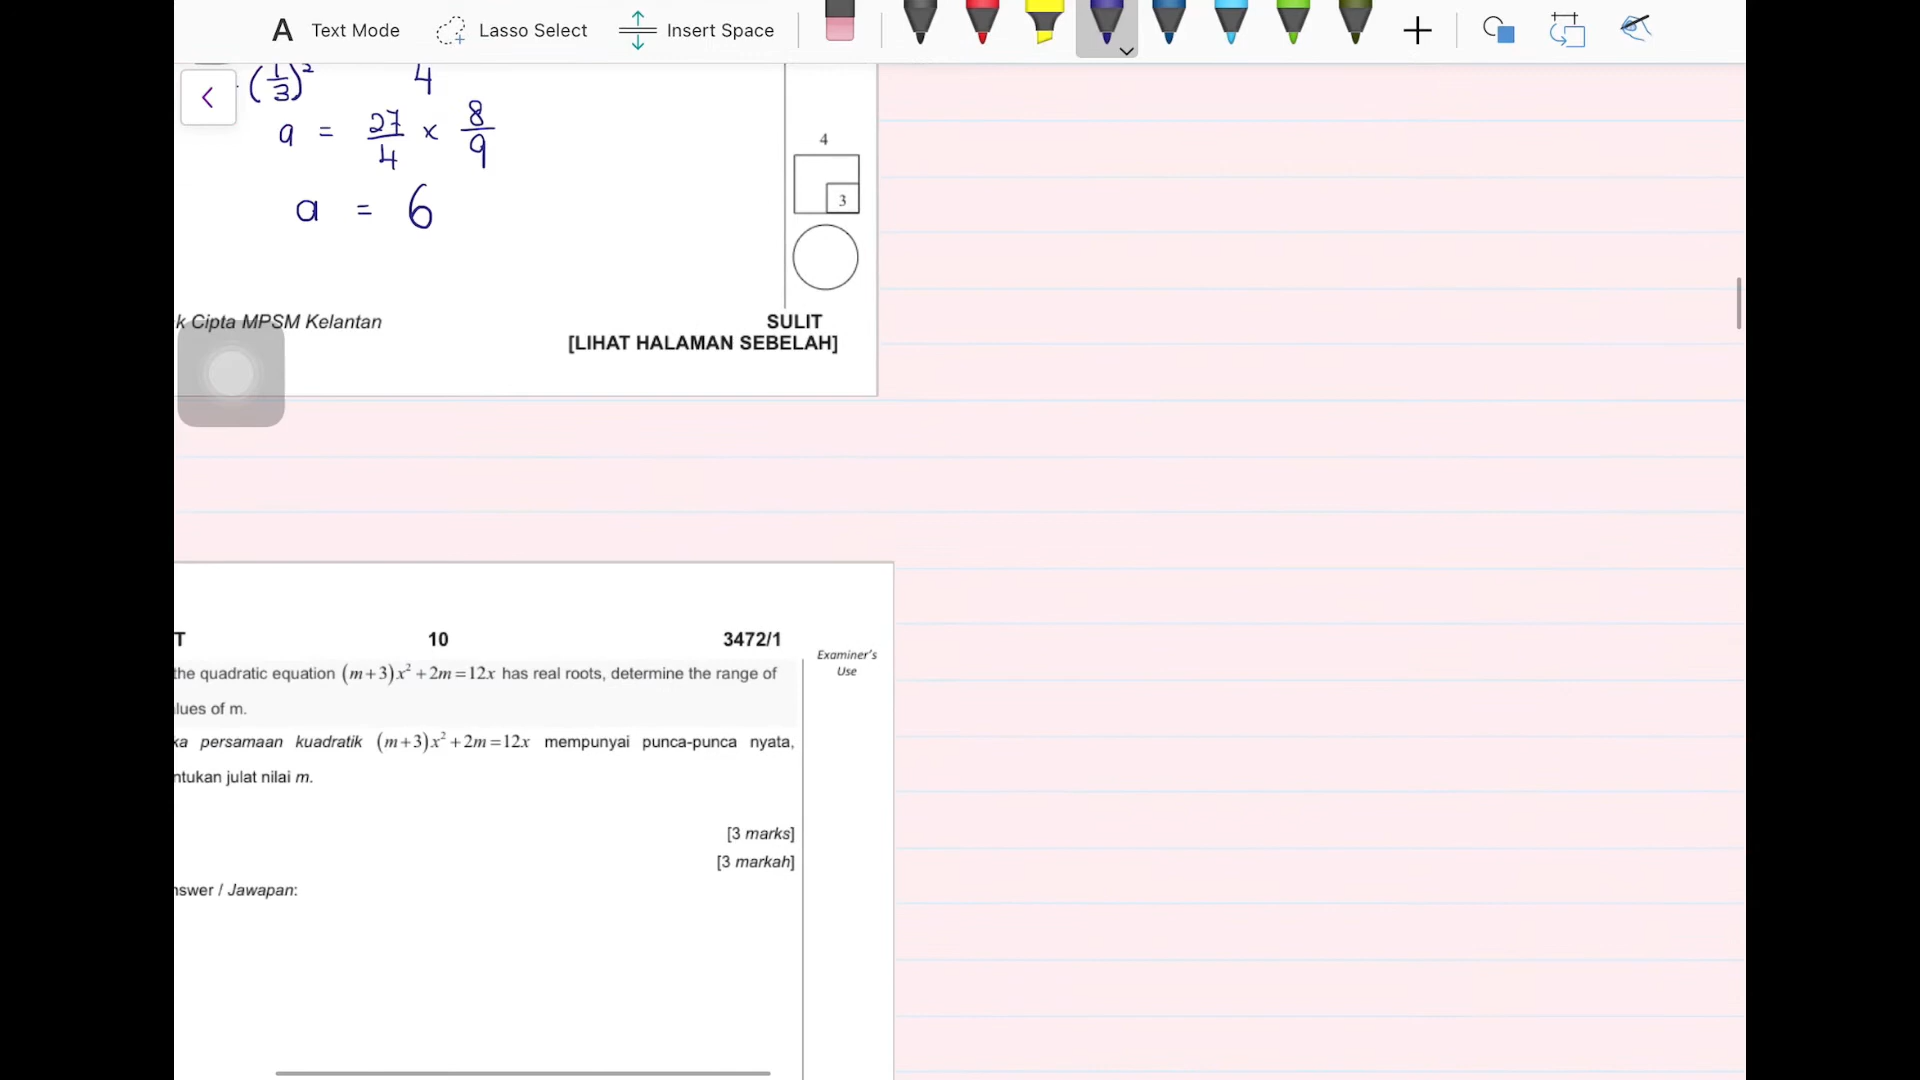 Text Mode
Lasso Select
Insert Space
(1/3)² 4
a = 27/4 x 8/9
a = 6
4
3
k Cipta MPSM Kelantan
SULIT
[LIHAT HALAMAN SEBELAH]
T 10 3472/1
Examiner's
Use
the quadratic equation (m+3)x²+2m=12x has real roots, determine the range of
lues of m.
ka persamaan kuadratik (m+3)x²+2m=12x mempunyai punca-punca nyata,
ntukan julat nilai m.
[3 marks]
[3 markah]
nswer / Jawapan: